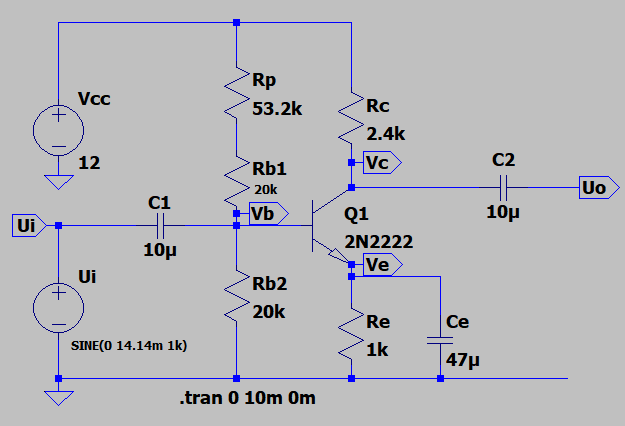 Vcc
12
Rp
53.2k
Rc
2.4k
Rb1
20k
Vc
C2
10µ
Uo
Ui
C1
10µ
Vb
Q1
2N2222
Ve
Ui
SINE(0 14.14m 1k)
Rb2
20k
Re
1k
Ce
47µ
.tran 0 10m 0m